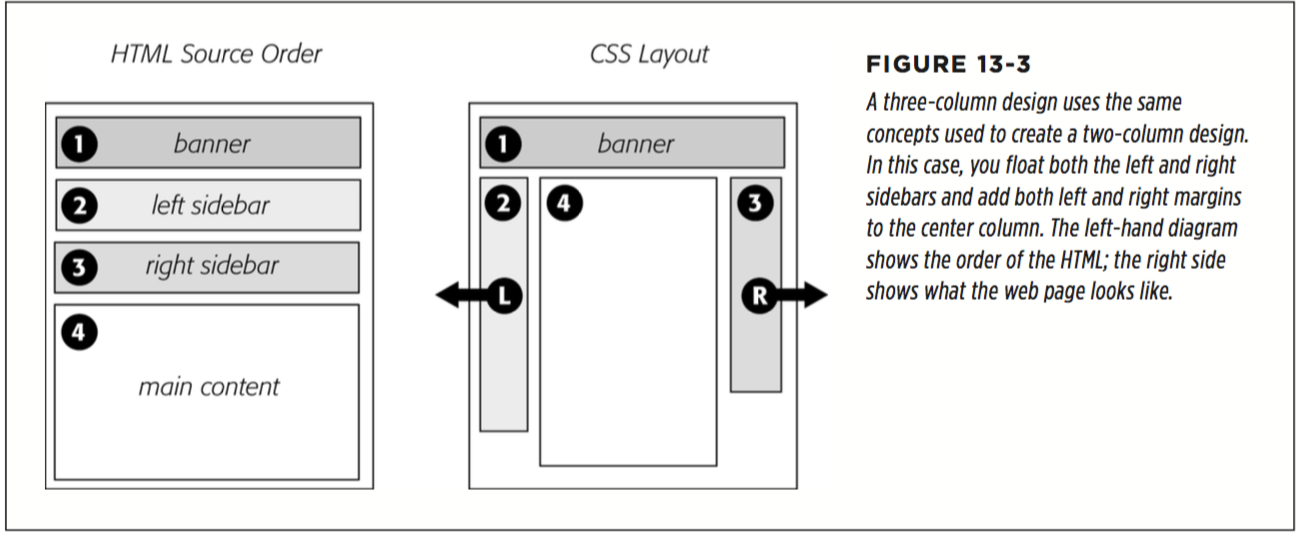 HTML Source Order
1 banner
2 left sidebar
3 right sidebar
4
main content
CSS Layout
1 banner
2 4 3
L R
FIGURE 13-3
A three-column design uses the same
concepts used to create a two-column design.
In this case, you float both the left and right
sidebars and add both left and right margins
to the center column. The left-hand diagram
shows the order of the HTML; the right side
shows what the web page looks like.